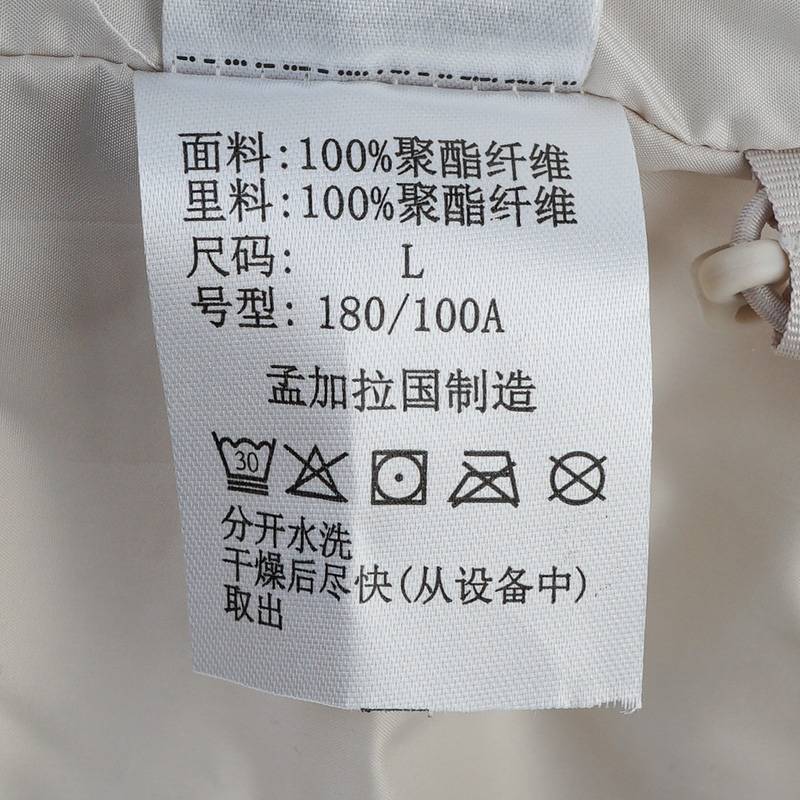 面料:100%聚酯纤维
里料:100%聚酯纤维
尺码: L
号型: 180/100A
孟加拉国制造
30
分开水洗
干燥后尽快(从设备中)
取出